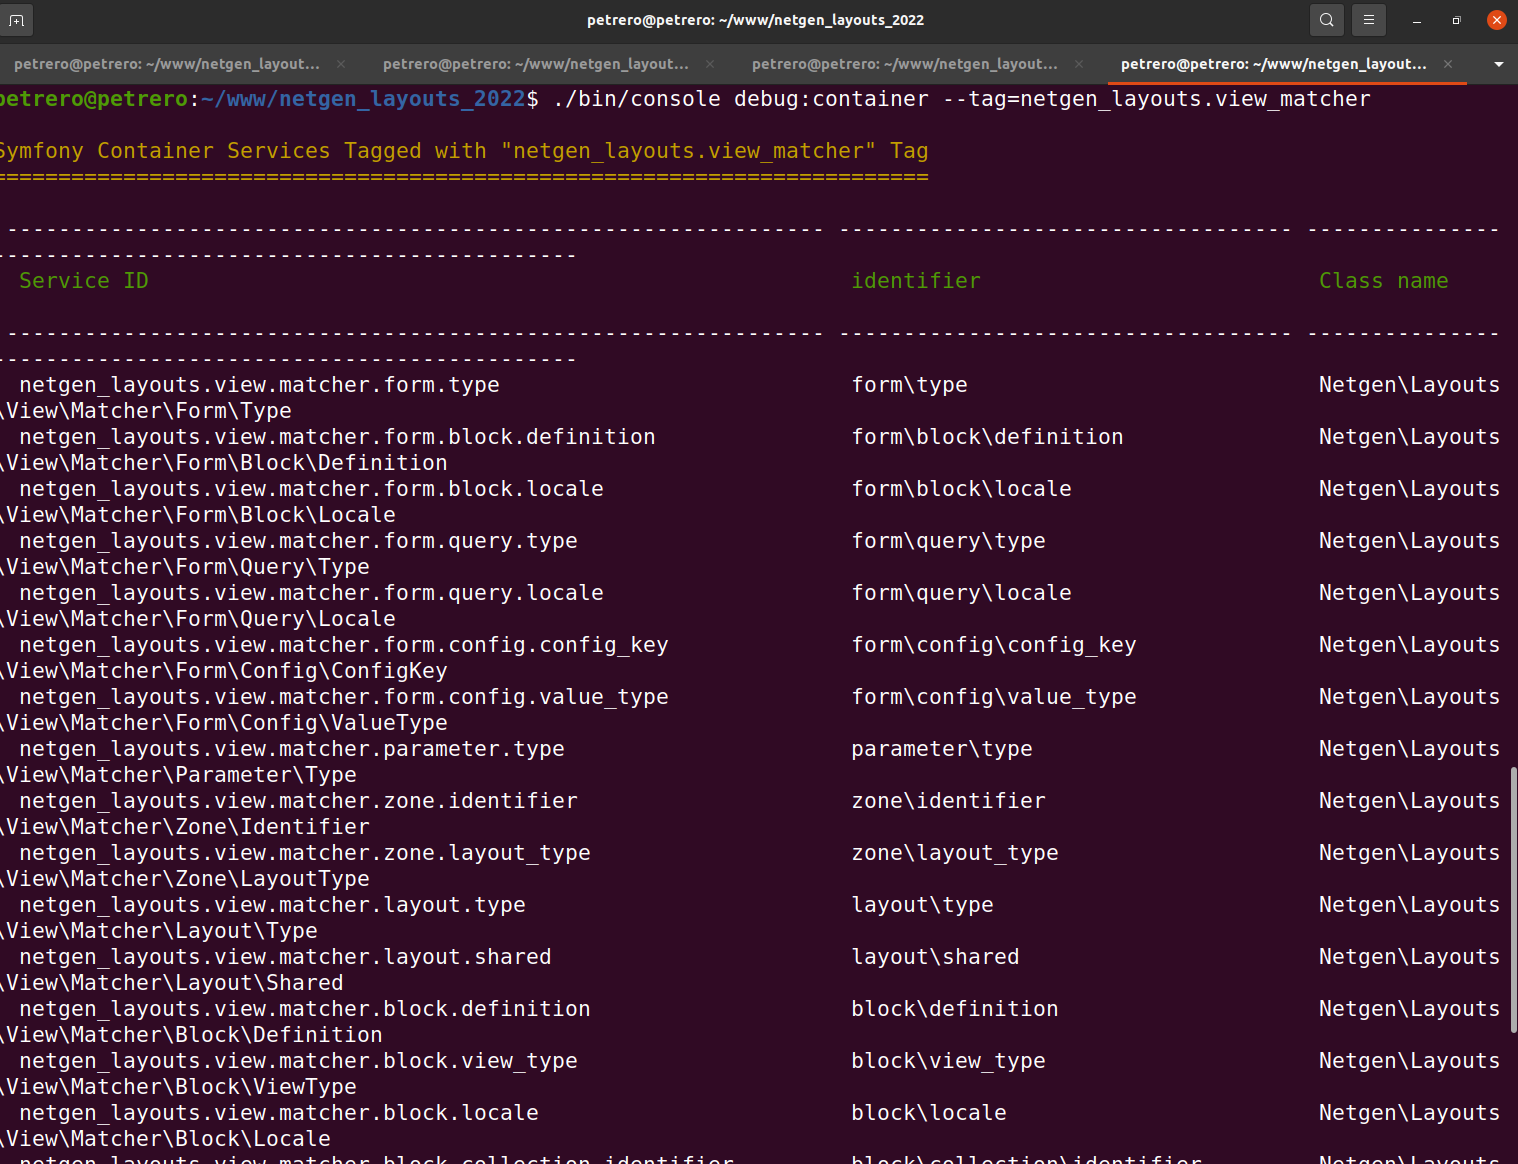 petrero@petrero: ~/www/netgen_layouts_2022
petrero@petrero: ~/www/netgen_layout... × petrero@petrero: ~/www/netgen_layout... × petrero@petrero: ~/www/netgen_layout... × petrero@petrero: ~/www/netgen_layout... ×
petrero@petrero:~/www/netgen_layouts_2022$ ./bin/console debug:container --tag=netgen_layouts.view_matcher
Symfony Container Services Tagged with "netgen_layouts.view_matcher" Tag
========================================================================
--------------------------------------------------------------- ----------------------------------- ---------------
---------------------------------------------
Service ID identifier Class name
--------------------------------------------------------------- ----------------------------------- ---------------
---------------------------------------------
netgen_layouts.view.matcher.form.type form\type Netgen\Layouts
\View\Matcher\Form\Type
netgen_layouts.view.matcher.form.block.definition form\block\definition Netgen\Layouts
\View\Matcher\Form\Block\Definition
netgen_layouts.view.matcher.form.block.locale form\block\locale Netgen\Layouts
\View\Matcher\Form\Block\Locale
netgen_layouts.view.matcher.form.query.type form\query\type Netgen\Layouts
\View\Matcher\Form\Query\Type
netgen_layouts.view.matcher.form.query.locale form\query\locale Netgen\Layouts
\View\Matcher\Form\Query\Locale
netgen_layouts.view.matcher.form.config.config_key form\config\config_key Netgen\Layouts
\View\Matcher\Form\Config\ConfigKey
netgen_layouts.view.matcher.form.config.value_type form\config\value_type Netgen\Layouts
\View\Matcher\Form\Config\ValueType
netgen_layouts.view.matcher.parameter.type parameter\type Netgen\Layouts
\View\Matcher\Parameter\Type
netgen_layouts.view.matcher.zone.identifier zone\identifier Netgen\Layouts
\View\Matcher\Zone\Identifier
netgen_layouts.view.matcher.zone.layout_type zone\layout_type Netgen\Layouts
\View\Matcher\Zone\LayoutType
netgen_layouts.view.matcher.layout.type layout\type Netgen\Layouts
\View\Matcher\Layout\Type
netgen_layouts.view.matcher.layout.shared layout\shared Netgen\Layouts
\View\Matcher\Layout\Shared
netgen_layouts.view.matcher.block.definition block\definition Netgen\Layouts
\View\Matcher\Block\Definition
netgen_layouts.view.matcher.block.view_type block\view_type Netgen\Layouts
\View\Matcher\Block\ViewType
netgen_layouts.view.matcher.block.locale block\locale Netgen\Layouts
\View\Matcher\Block\Locale
netgen_layouts.view.matcher.block.collection.identifier block\collection\identifier Netgen\Layouts